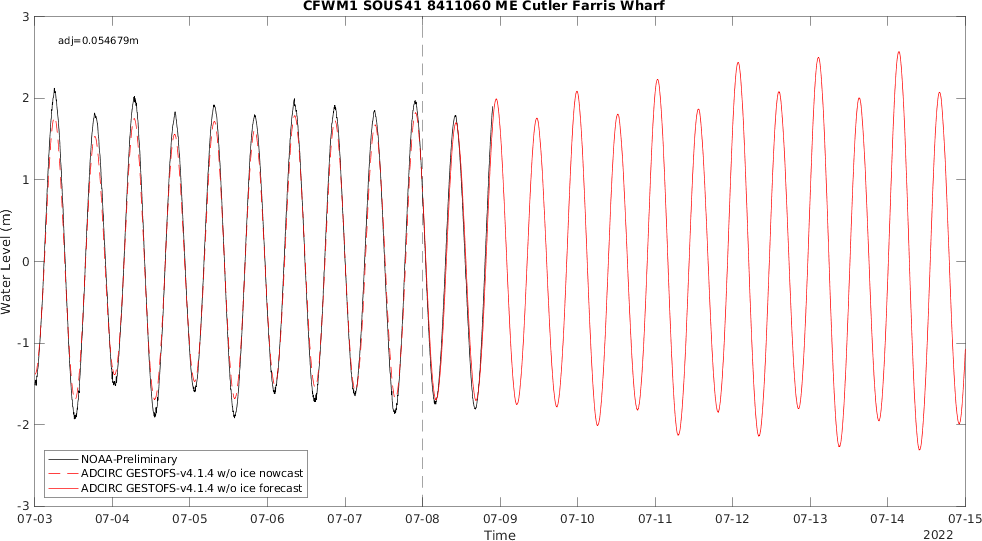 CFWM1 SOUS41 8411060 ME Cutler Farris Wharf
adj=0.054679m
3
2
1
0
-1
-2
-3
Water Level (m)
NOAA-Preliminary
ADCIRC GESTOFS-v4.1.4 w/o ice nowcast
ADCIRC GESTOFS-v4.1.4 w/o ice forecast
07-03 07-04 07-05 07-06 07-07 07-08 07-09 07-10 07-11 07-12 07-13 07-14 07-15
Time
2022